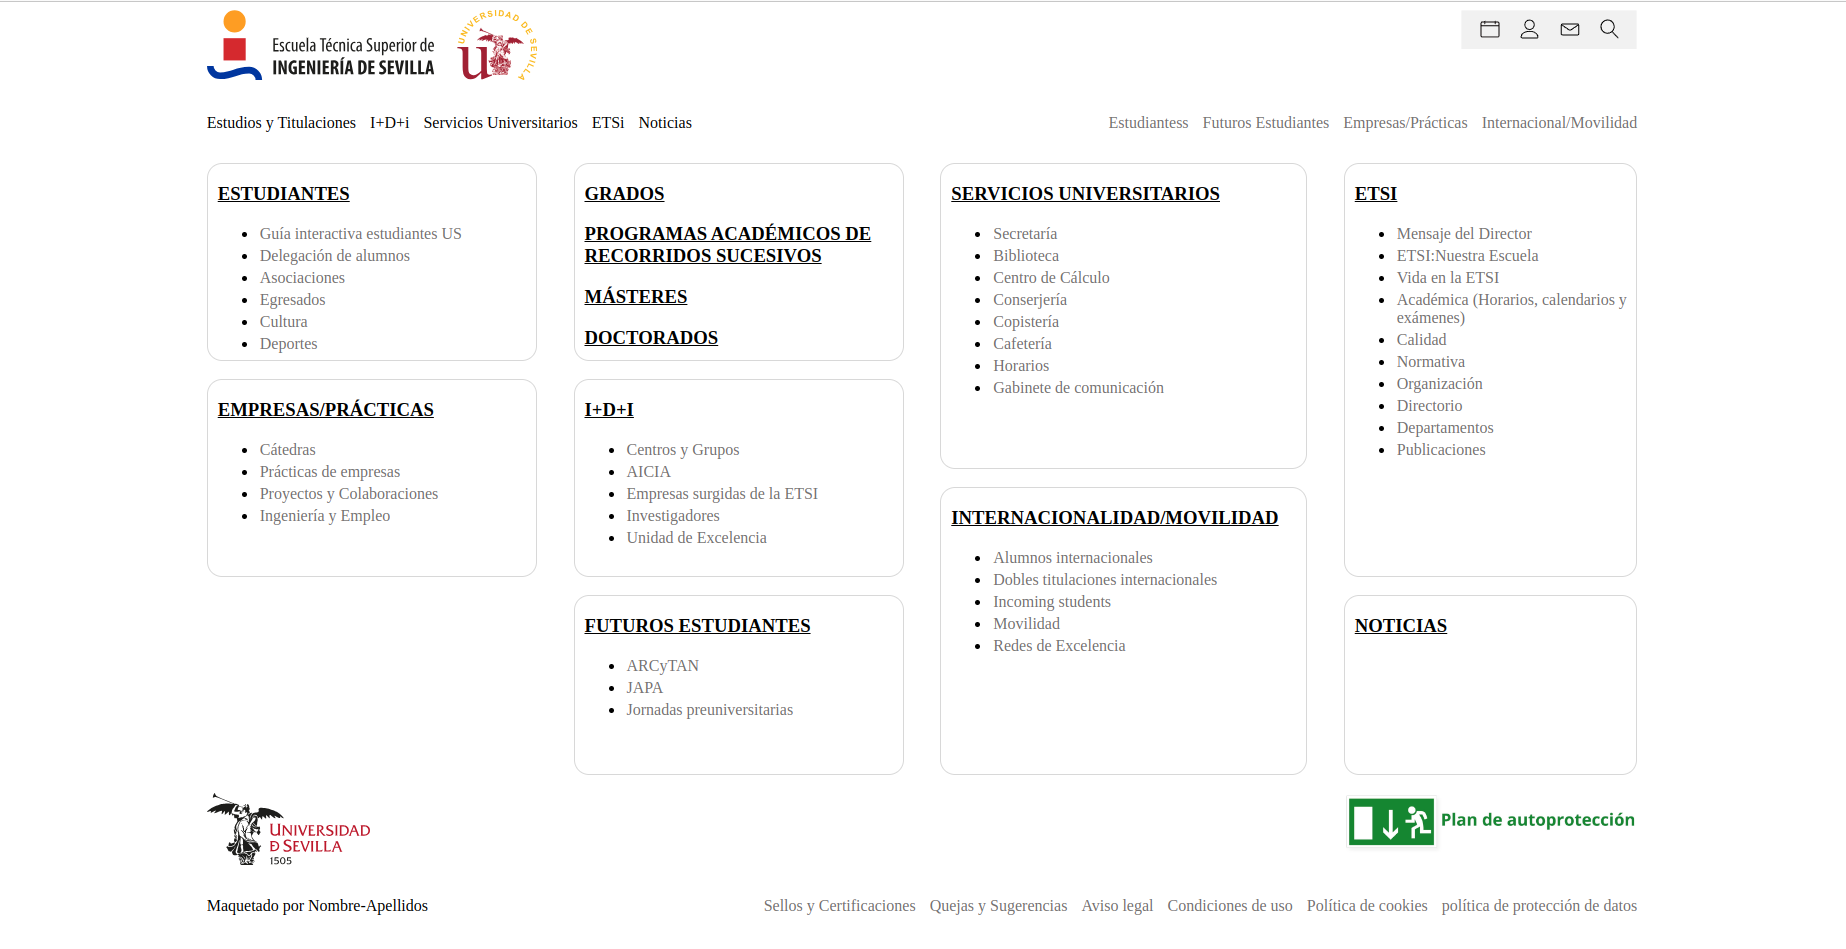 Escuela Técnica Superior de
INGENIERÍA DE SEVILLA
UNIVERSIDAD DE SEVILLA
Estudios y Titulaciones I+D+i Servicios Universitarios ETSi Noticias
Estudiantess Futuros Estudiantes Empresas/Prácticas Internacional/Movilidad
ESTUDIANTES
Guía interactiva estudiantes US
Delegación de alumnos
Asociaciones
Egresados
Cultura
Deportes
GRADOS
PROGRAMAS ACADÉMICOS DE
RECORRIDOS SUCESIVOS
MÁSTERES
DOCTORADOS
SERVICIOS UNIVERSITARIOS
Secretaría
Biblioteca
Centro de Cálculo
Conserjería
Copistería
Cafetería
Horarios
Gabinete de comunicación
ETSI
Mensaje del Director
ETSI:Nuestra Escuela
Vida en la ETSI
Académica (Horarios, calendarios y
exámenes)
Calidad
Normativa
Organización
Directorio
Departamentos
Publicaciones
EMPRESAS/PRÁCTICAS
Cátedras
Prácticas de empresas
Proyectos y Colaboraciones
Ingeniería y Empleo
I+D+I
Centros y Grupos
AICIA
Empresas surgidas de la ETSI
Investigadores
Unidad de Excelencia
INTERNACIONALIDAD/MOVILIDAD
Alumnos internacionales
Dobles titulaciones internacionales
Incoming students
Movilidad
Redes de Excelencia
FUTUROS ESTUDIANTES
ARCyTAN
JAPA
Jornadas preuniversitarias
NOTICIAS
UNIVERSIDAD
D SEVILLA
1505
Plan de autoprotección
Maquetado por Nombre-Apellidos
Sellos y Certificaciones Quejas y Sugerencias Aviso legal Condiciones de uso Política de cookies política de protección de datos